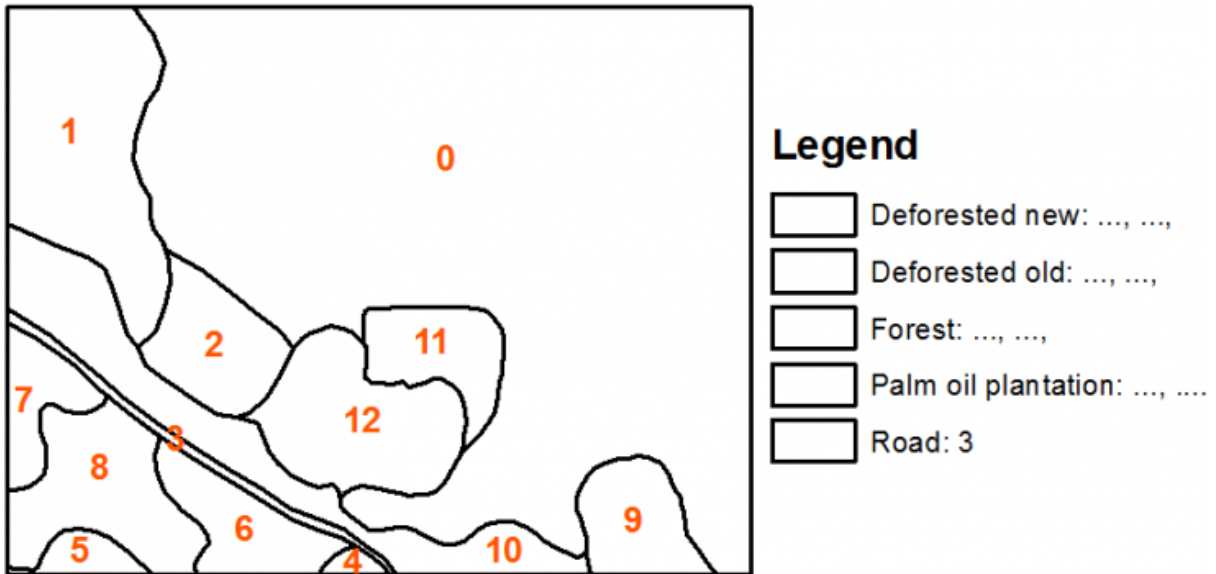 1
0
2
11
7
12
3
8
9
6
10
5
4
Legend
Deforested new: ..., ...,
Deforested old: ..., ...,
Forest: ..., ...,
Palm oil plantation: ..., ....
Road: 3